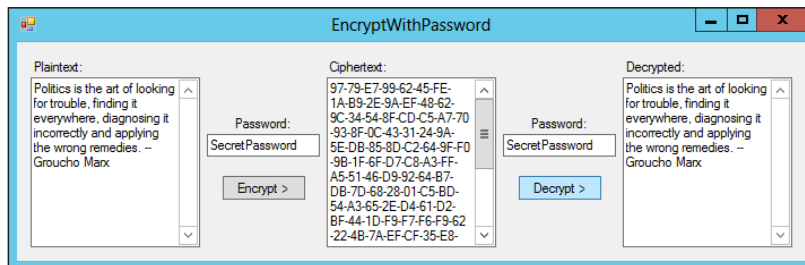 EncryptWithPassword
x
Plaintext:
Politics is the art of looking
for trouble, finding it
everywhere, diagnosing it
incorrectly and applying
the wrong remedies. --
Groucho Marx
Password:
SecretPassword
Encrypt >
Ciphertext:
97-79-E7-99-62-45-FE-
1A-B9-2E-9A-EF-48-62-
9C-34-54-8F-CD-C5-A7-70
-93-8F-0C-43-31-24-9A-
5E-DB-85-8D-C2-64-9F-F0
-9B-1F-6F-D7-C8-A3-FF-
A5-51-46-D9-92-64-B7-
DB-7D-68-28-01-C5-BD-
54-A3-65-2E-D4-61-D2-
BF-44-1D-F9-F7-F6-F9-62
-22-4B-7A-EF-CF-35-E8-
Password:
SecretPassword
Decrypt >
Decrypted:
Politics is the art of looking
for trouble, finding it
everywhere, diagnosing it
incorrectly and applying
the wrong remedies. --
Groucho Marx